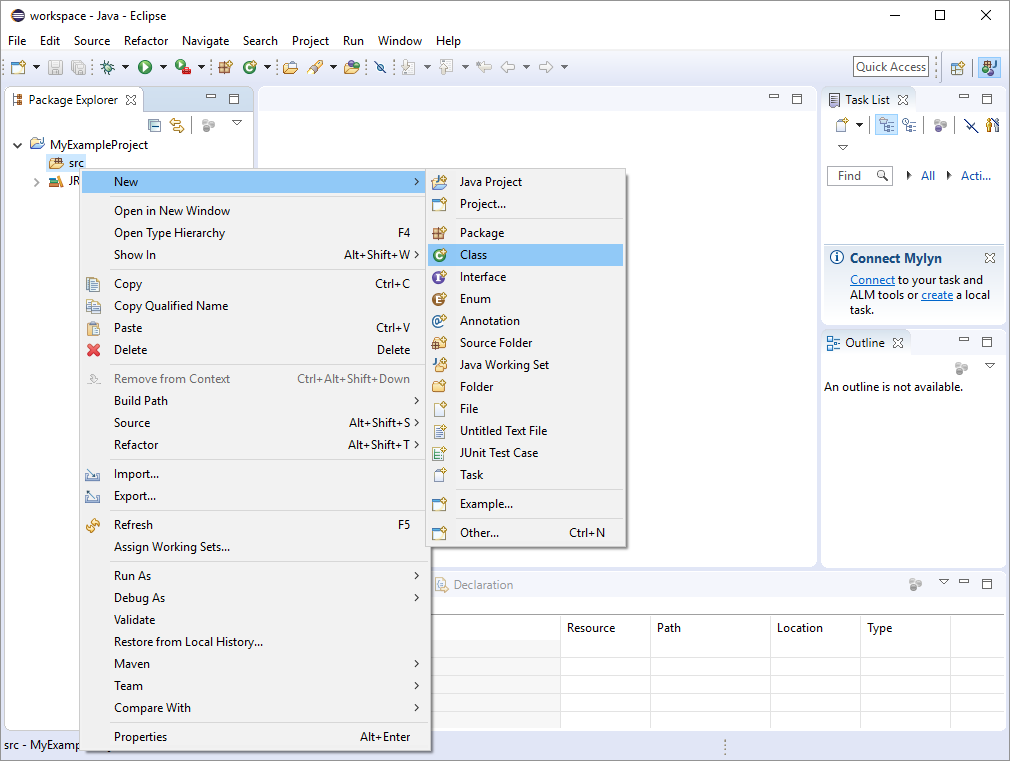 workspace - Java - Eclipse
File Edit Source Refactor Navigate Search Project Run Window Help
Quick Access
Package Explorer
MyExampleProject
src
JR
New
Open in New Window
Open Type Hierarchy F4
Show In Alt+Shift+W
Copy Ctrl+C
Copy Qualified Name
Paste Ctrl+V
Delete Delete
Remove from Context Ctrl+Alt+Shift+Down
Build Path
Source Alt+Shift+S
Refactor Alt+Shift+T
Import...
Export...
Refresh F5
Assign Working Sets...
Run As
Debug As
Validate
Restore from Local History...
Maven
Team
Compare With
Properties Alt+Enter
Java Project
Project...
Package
Class
Interface
Enum
Annotation
Source Folder
Java Working Set
Folder
File
Untitled Text File
JUnit Test Case
Task
Example...
Other... Ctrl+N
Task List
Find All Acti...
Connect Mylyn
Connect to your task and
ALM tools or create a local
task.
Outline
An outline is not available.
Declaration
Resource Path Location Type
src - MyExamp